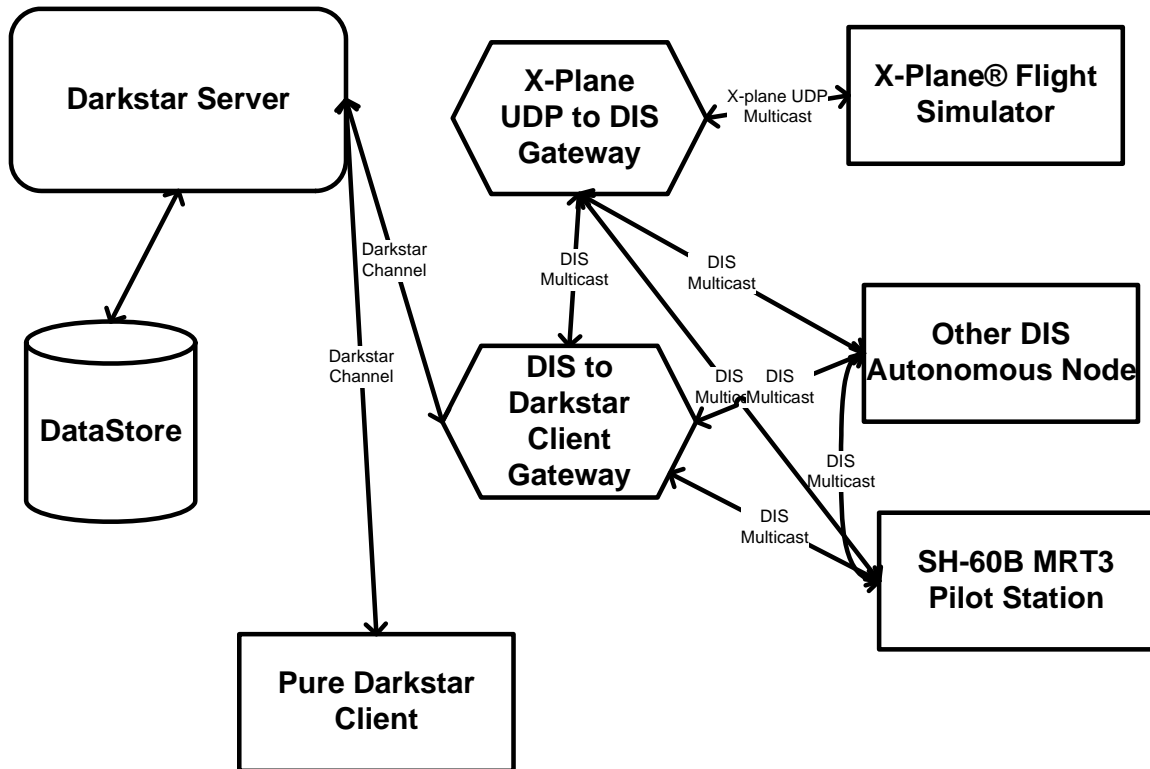 Darkstar Server
X-Plane
UDP to DIS
Gateway
X-plane UDP
Multicast
X-Plane® Flight
Simulator
Darkstar
Channel
DIS
Multicast
DIS
Multicast
Other DIS
Autonomous Node
Darkstar
Channel
DIS to
Darkstar
Client
Gateway
DIS
DIS
Multicast
DataStore
DIS
Multicast
DIS
Multicast
SH-60B MRT3
Pilot Station
Pure Darkstar
Client